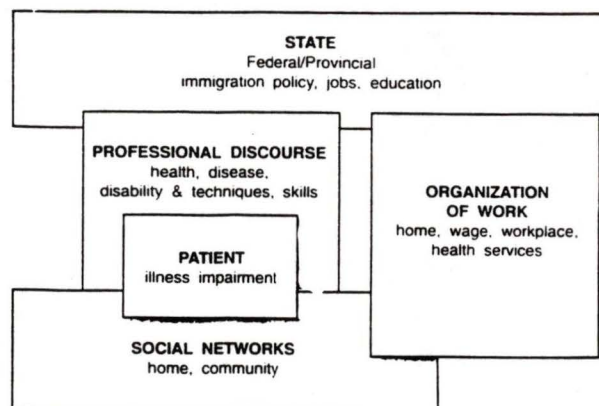 STATE
Federal/Provincial
immigration policy, jobs, education
PROFESSIONAL DISCOURSE
health, disease,
disability & techniques, skills
ORGANIZATION
OF WORK
home, wage, workplace,
health services
PATIENT
illness impairment
SOCIAL NETWORKS
home, community